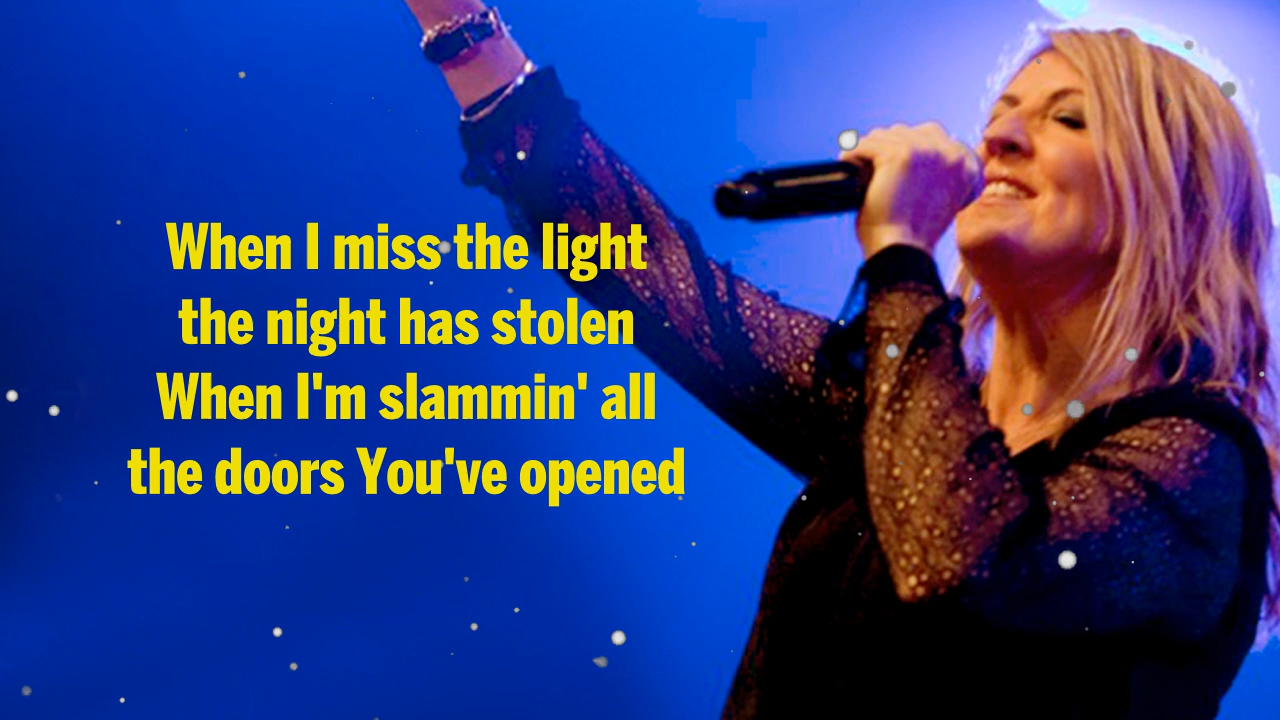 When I miss the light
the night has stolen
When I'm slammin' all
the doors You've opened